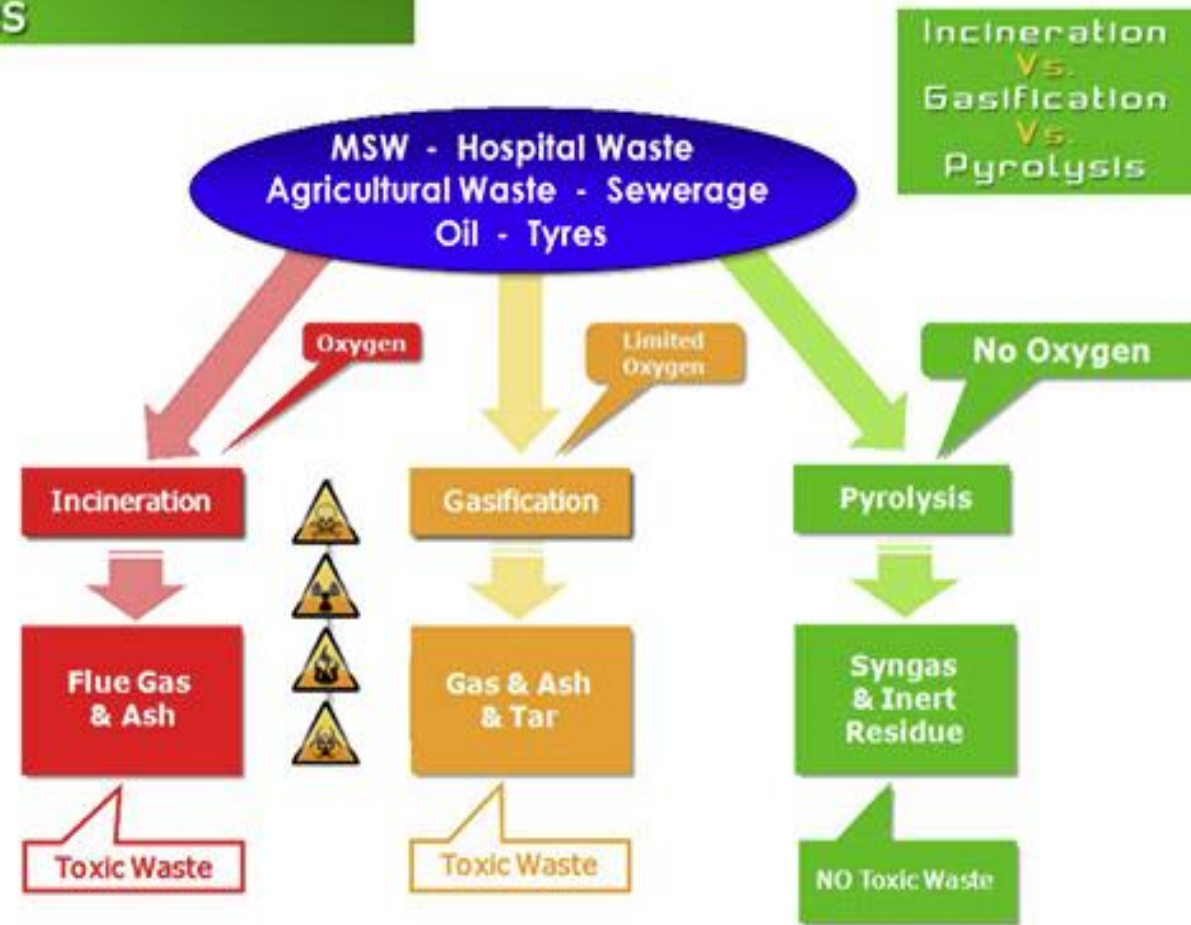 S
Incineration
Vs.
Gasification
Vs.
Pyrolysis
MSW - Hospital Waste
Agricultural Waste - Sewerage
Oil - Tyres
Oxygen
Limited
Oxygen
No Oxygen
Incineration
Gasification
Pyrolysis
Flue Gas
& Ash
Gas & Ash
& Tar
Syngas
& Inert
Residue
Toxic Waste
Toxic Waste
NO Toxic Waste